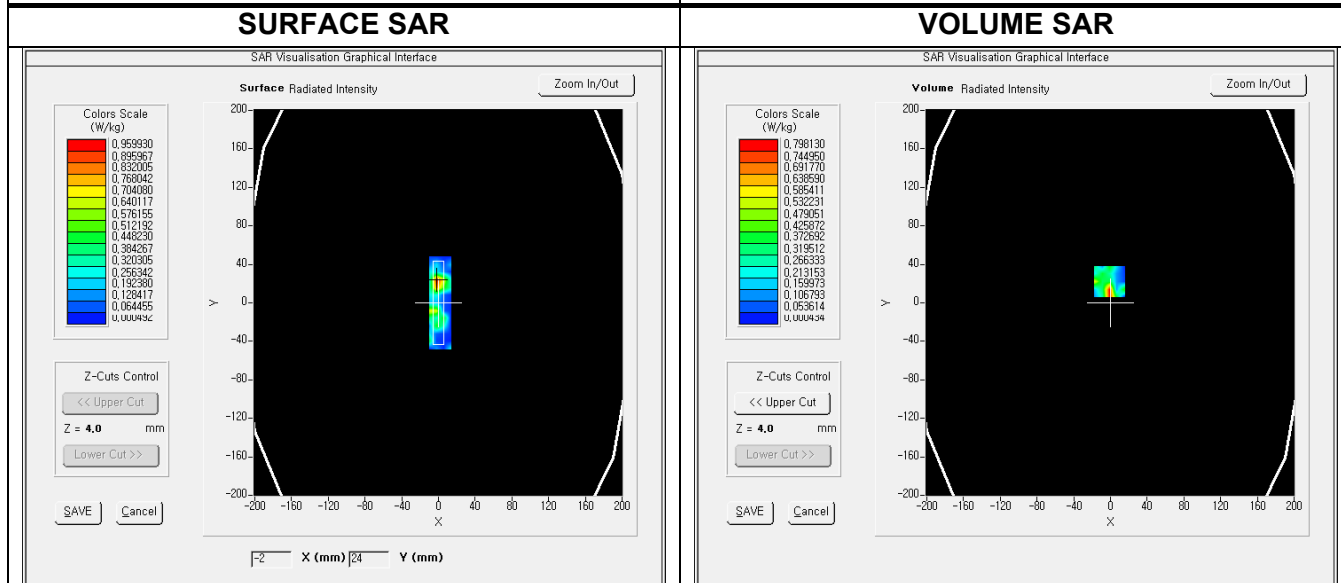 SURFACE SAR
SAR Visualisation Graphical Interface
Surface Radiated Intensity
Zoom In/Out
Colors Scale
(W/kg)
0,959930
0,895967
0,832005
0,768042
0,704080
0,640117
0,576155
0,512192
0,448230
0,384267
0,320305
0,256342
0,192380
0,128417
0,064455
0,000492
Z-Cuts Control
<< Upper Cut
Z = 4,0 mm
Lower Cut >>
SAVE Cancel
Y
200
160
120
80
40
0
-40
-80
-120
-160
-200
-200 -160 -120 -80 -40 0 40 80 120 160 200
X
-2 X (mm) 24 Y (mm)
VOLUME SAR
SAR Visualisation Graphical Interface
Volume Radiated Intensity
Zoom In/Out
Colors Scale
(W/kg)
0,798130
0,744950
0,691770
0,638590
0,585411
0,532231
0,479051
0,425872
0,372692
0,319512
0,266333
0,213153
0,159973
0,106793
0,053614
0,000434
Z-Cuts Control
<< Upper Cut
Z = 4,0 mm
Lower Cut >>
SAVE Cancel
Y
200
160
120
80
40
0
-40
-80
-120
-160
-200
-200 -160 -120 -80 -40 0 40 80 120 160 200
X